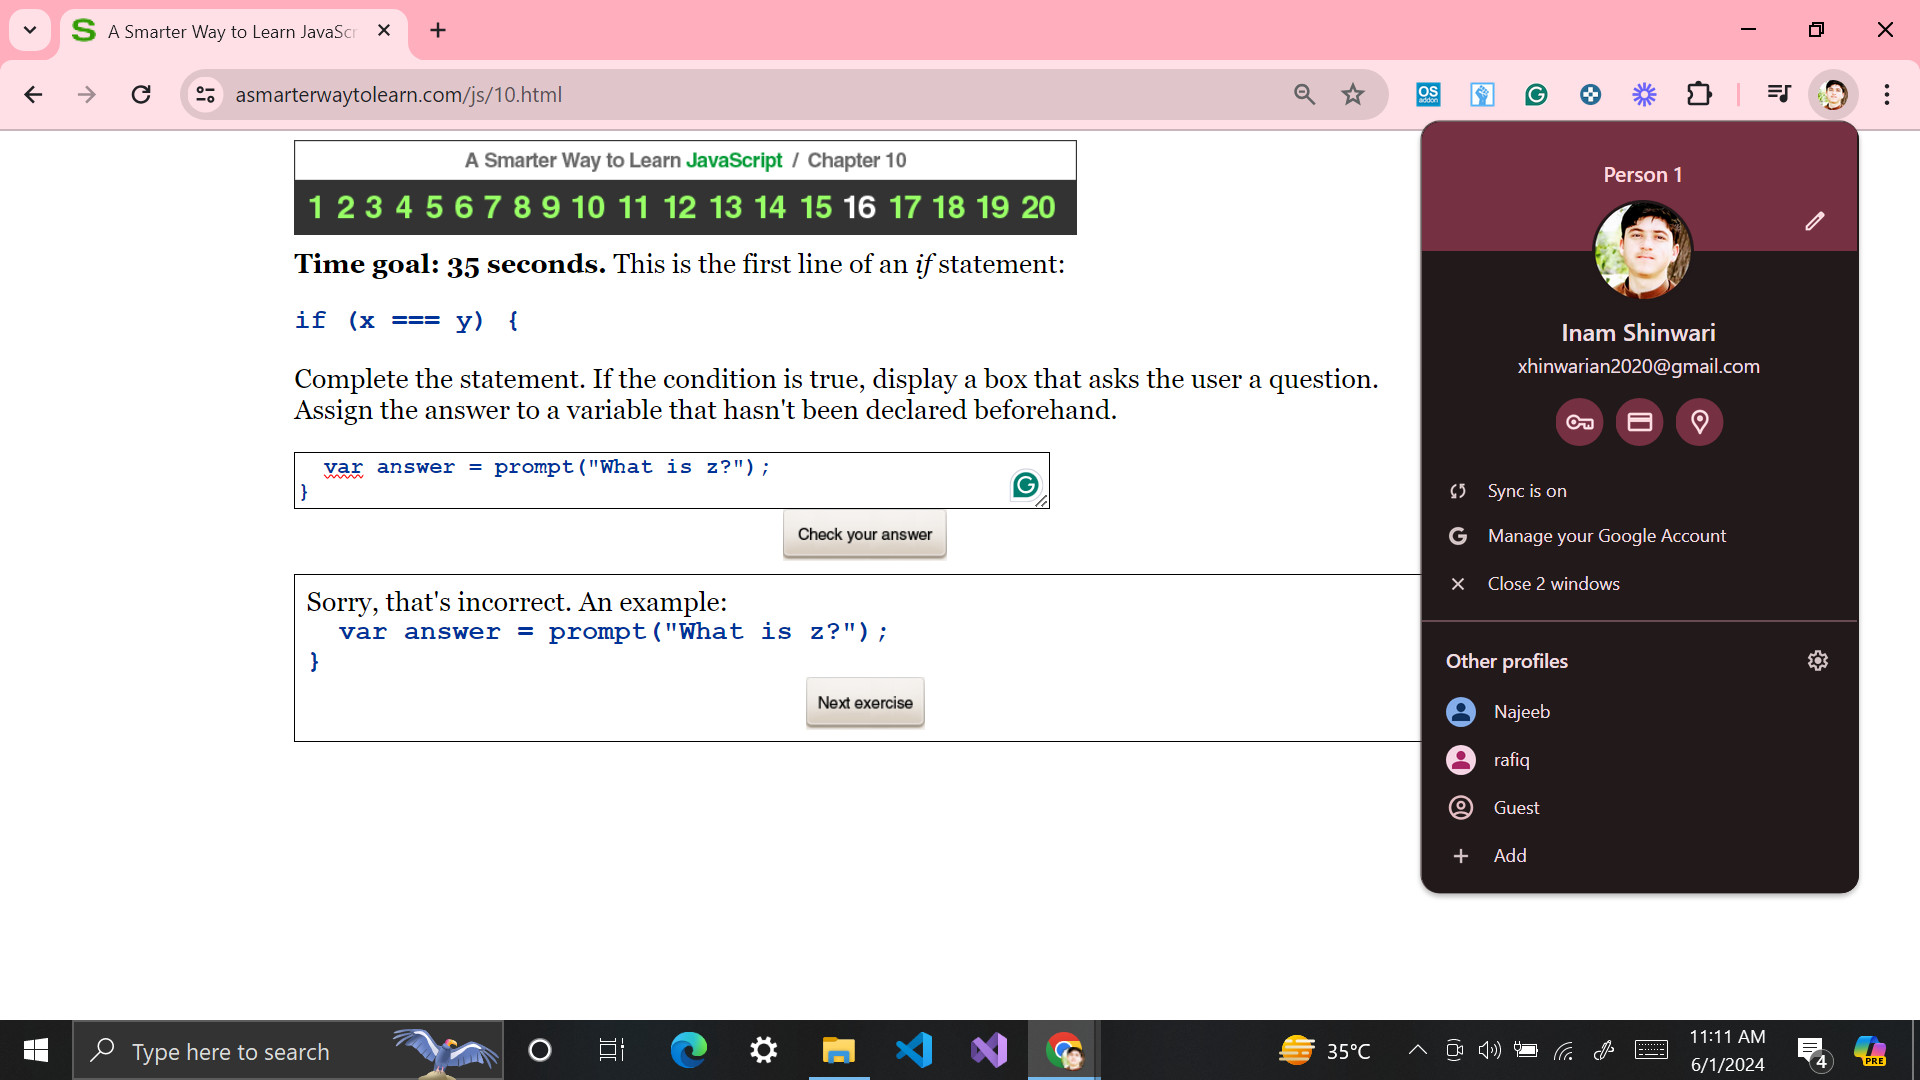 A Smarter Way to Learn JavaScr
asmarterwaytolearn.com/js/10.html
OS
addon
A Smarter Way to Learn JavaScript / Chapter 10
1 2 3 4 5 6 7 8 9 10 11 12 13 14 15 16 17 18 19 20
Time goal: 35 seconds. This is the first line of an if statement:
if (x === y) {
Complete the statement. If the condition is true, display a box that asks the user a question.
Assign the answer to a variable that hasn't been declared beforehand.
var answer = prompt("What is z?");
}
Check your answer
Sorry, that's incorrect. An example:
var answer = prompt("What is z?");
}
Next exercise
Person 1
Inam Shinwari
xhinwarian2020@gmail.com
Sync is on
Manage your Google Account
Close 2 windows
Other profiles
Najeeb
rafiq
Guest
Add
Type here to search
35°C
11:11 AM
6/1/2024
4
PRE